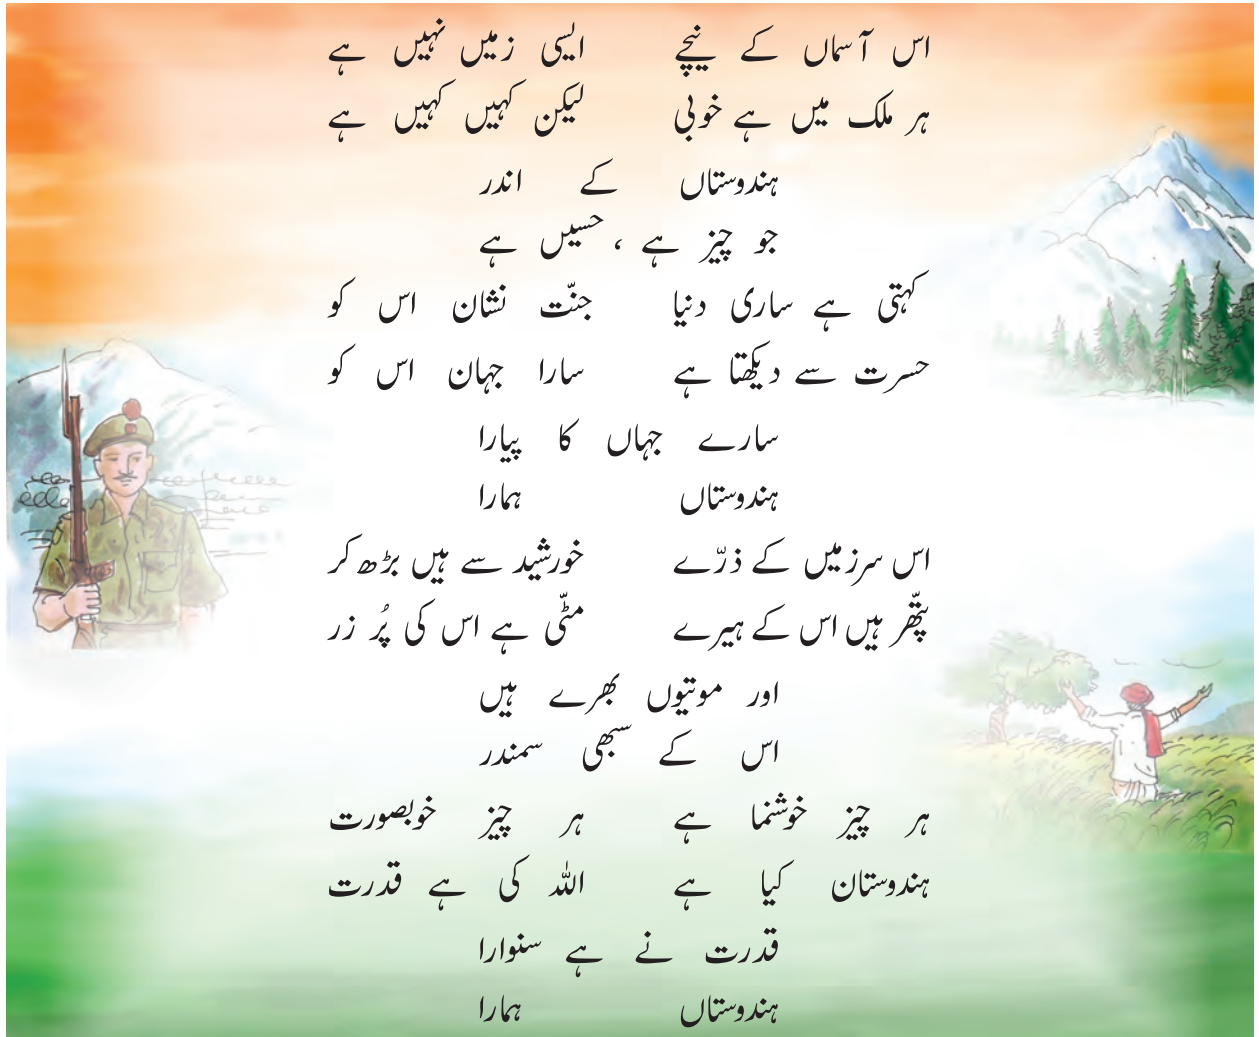 اس آسماں کے نیچے ایسی زمیں نہیں ہے
ہر ملک میں ہے خوبی لیکن کہیں کہیں ہے
ہندوستاں کے اندر
جو چیز ہے ، حسیں ہے
کہتی ہے ساری دنیا جنّت نشان اس کو
حسرت سے دیکھتا ہے سارا جہان اس کو
سارے جہاں کا پیارا
ہندوستاں ہمارا
اس سرزمیں کے ذرّے خورشید سے ہیں بڑھ کر
پتّھر ہیں اس کے ہیرے مٹّی ہے اس کی پُر زر
اور موتیوں بھرے ہیں
اس کے سبھی سمندر
ہر چیز خوشنما ہے ہر چیز خوبصورت
ہندوستان کیا ہے اللہ کی ہے قدرت
قدرت نے ہے سنوارا
ہندوستاں ہمارا